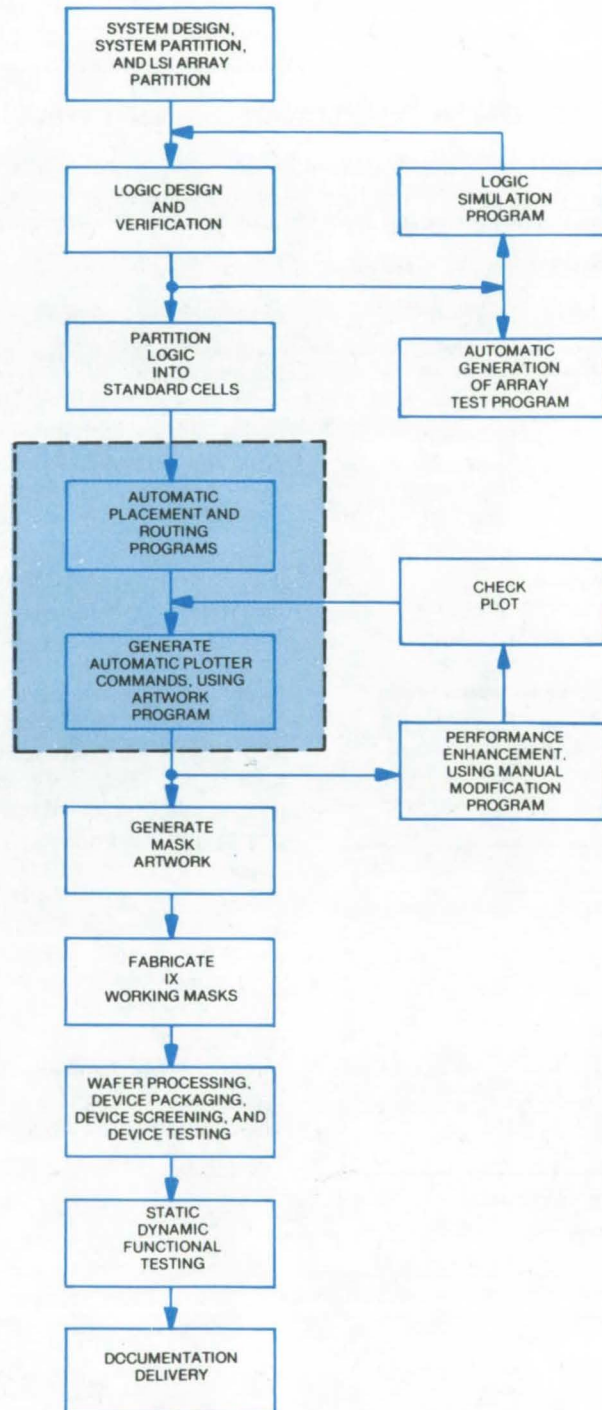 SYSTEM DESIGN,
SYSTEM PARTITION,
AND LSI ARRAY
PARTITION
LOGIC DESIGN
AND
VERIFICATION
LOGIC
SIMULATION
PROGRAM
PARTITION
LOGIC
INTO
STANDARD CELLS
AUTOMATIC
GENERATION
OF ARRAY
TEST PROGRAM
AUTOMATIC
PLACEMENT AND
ROUTING
PROGRAMS
CHECK
PLOT
GENERATE
AUTOMATIC PLOTTER
COMMANDS, USING
ARTWORK
PROGRAM
PERFORMANCE
ENHANCEMENT,
USING MANUAL
MODIFICATION
PROGRAM
GENERATE
MASK
ARTWORK
FABRICATE
IX
WORKING MASKS
WAFER PROCESSING,
DEVICE PACKAGING,
DEVICE SCREENING, AND
DEVICE TESTING
STATIC
DYNAMIC
FUNCTIONAL
TESTING
DOCUMENTATION
DELIVERY